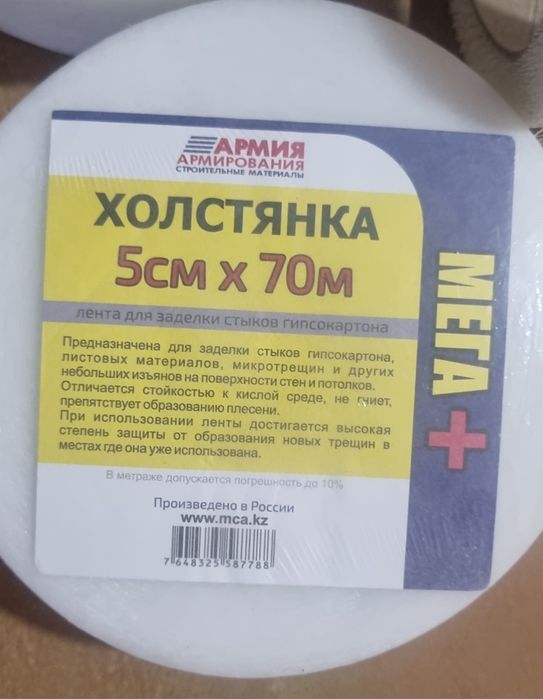 АРМИЯ
АРМИРОВАНИЯ
СТРОИТЕЛЬНЫЕ МАТЕРИАЛЫ
ХОЛСТЯНКА
5см х 70м
лента для заделки стыков гипсокартона
Предназначена для заделки стыков гипсокартона,
листовых материалов, микротрещин и других
небольших изъянов на поверхности стен и потолков.
Отличается стойкостью к кислой среде, не гниет,
препятствует образованию плесени.
При использовании ленты достигается высокая
степень защиты от образования новых трещин в
местах где она уже использована.
В метраже допускается погрешность до 10%
Произведено в России
www.mca.kz
7 648325 587788
МЕГА +